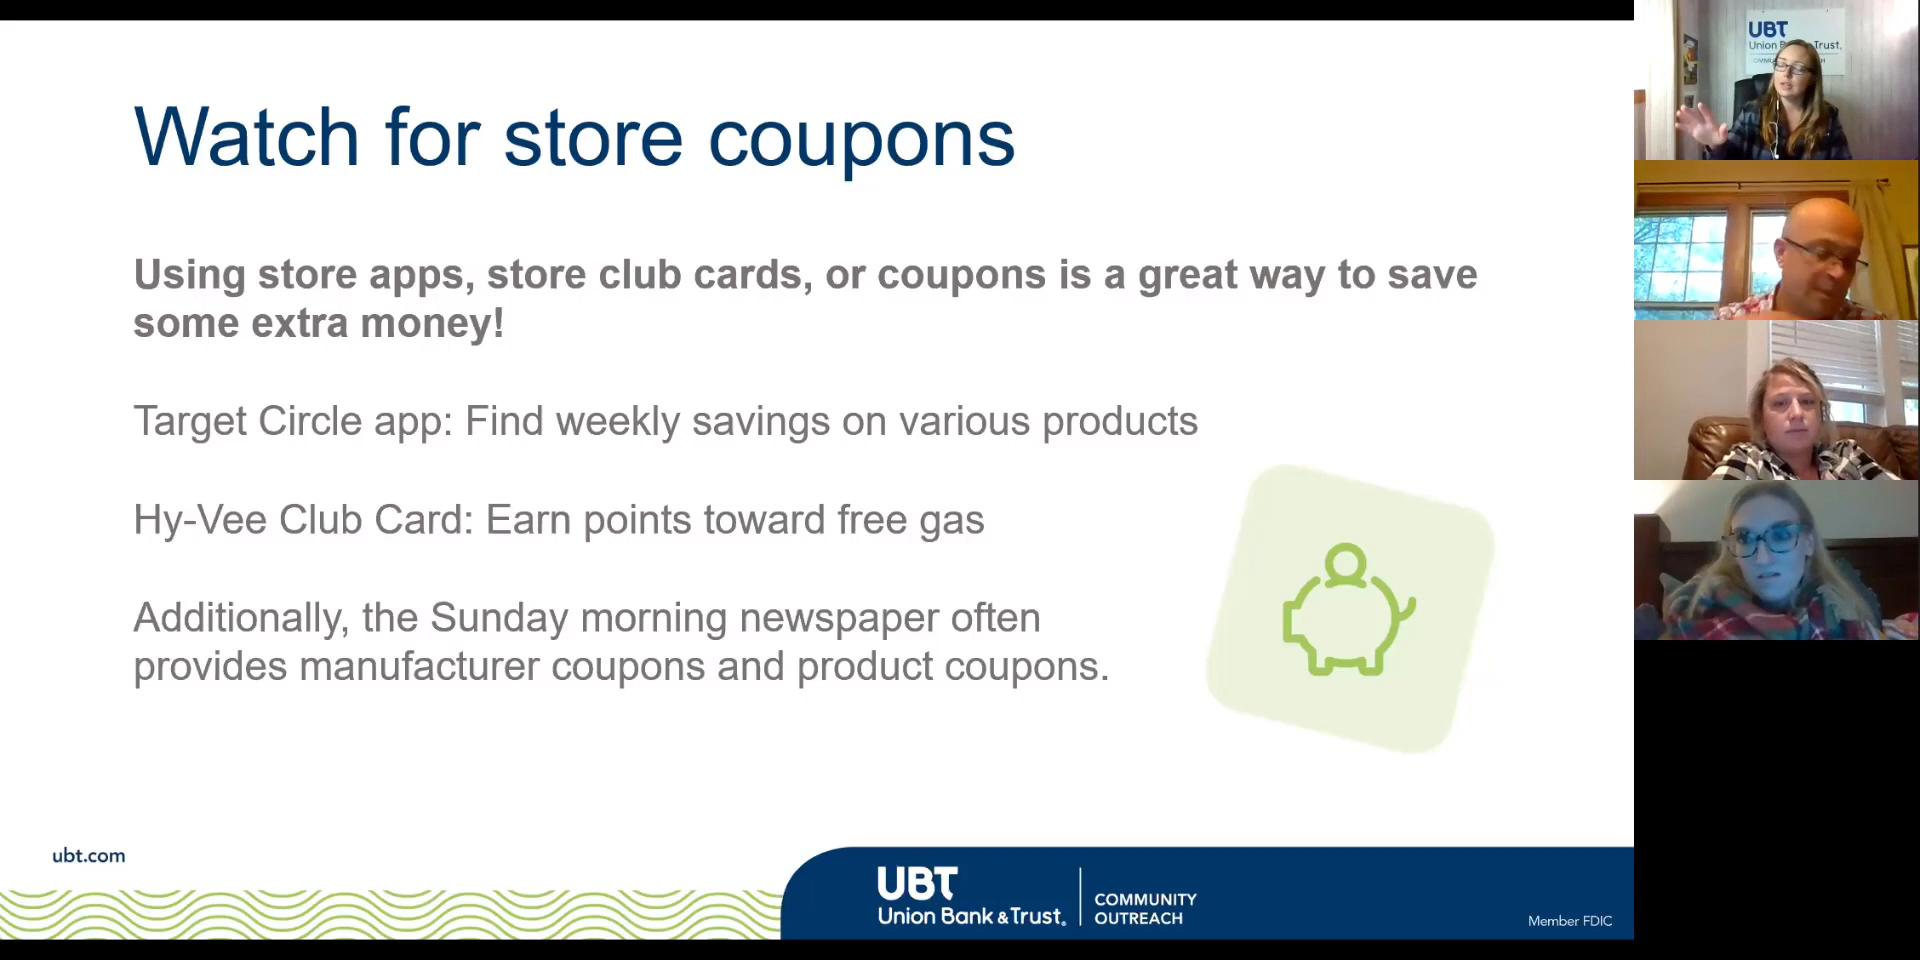 Watch for store coupons
Using store apps, store club cards, or coupons is a great way to save
some extra money!
Target Circle app: Find weekly savings on various products
Hy-Vee Club Card: Earn points toward free gas
Additionally, the Sunday morning newspaper often
provides manufacturer coupons and product coupons.
ubt.com
UBT
Union Bank & Trust®
COMMUNITY
OUTREACH
Member FDIC
UBT
Union Trust